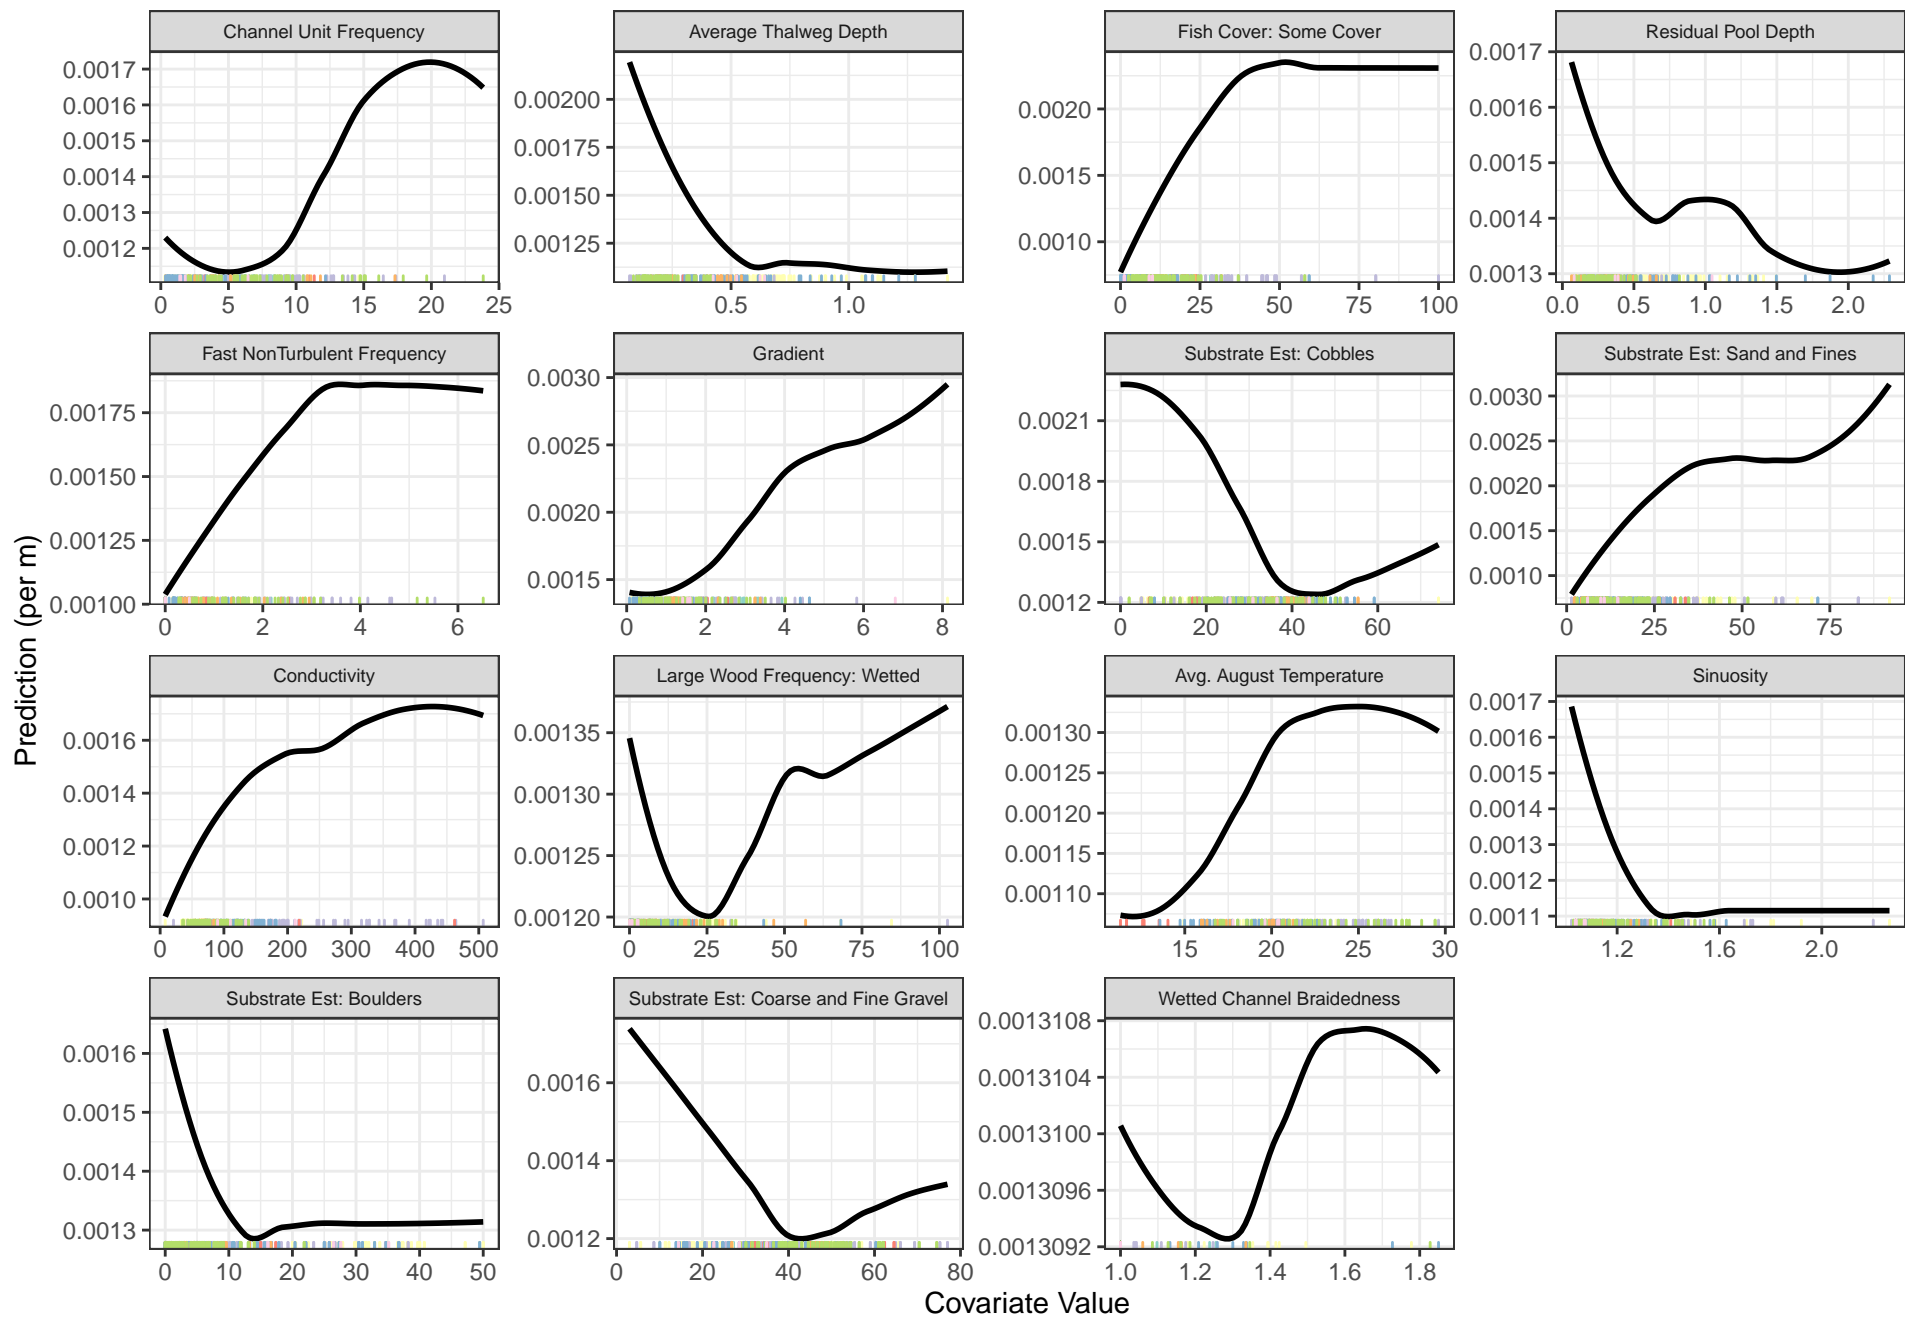 Channel Unit Frequency
0.0017
0.0016
0.0015
0.0014
0.0013
0.0012
0 5 10 15 20 25
Average Thalweg Depth
0.00200
0.00175
0.00150
0.00125
0.5 1.0
Fish Cover: Some Cover
0.0020
0.0015
0.0010
0 25 50 75 100
Residual Pool Depth
0.0017
0.0016
0.0015
0.0014
0.0013
0.0 0.5 1.0 1.5 2.0
Fast NonTurbulent Frequency
0.00175
0.00150
0.00125
0.00100
0 2 4 6
Gradient
0.0030
0.0025
0.0020
0.0015
0 2 4 6 8
Substrate Est: Cobbles
0.0021
0.0018
0.0015
0.0012
0 20 40 60
Substrate Est: Sand and Fines
0.0030
0.0025
0.0020
0.0015
0.0010
0 25 50 75
Prediction (per m)
Conductivity
0.0016
0.0014
0.0012
0.0010
0 100 200 300 400 500
Large Wood Frequency: Wetted
0.00135
0.00130
0.00125
0.00120
0 25 50 75 100
Avg. August Temperature
0.00130
0.00125
0.00120
0.00115
0.00110
15 20 25 30
Sinuosity
0.0017
0.0016
0.0015
0.0014
0.0013
0.0012
0.0011
1.2 1.6 2.0
Substrate Est: Boulders
0.0016
0.0015
0.0014
0.0013
0 10 20 30 40 50
Substrate Est: Coarse and Fine Gravel
0.0016
0.0014
0.0012
0 20 40 60 80
Wetted Channel Braidedness
0.0013108
0.0013104
0.0013100
0.0013096
0.0013092
1.0 1.2 1.4 1.6 1.8
Covariate Value